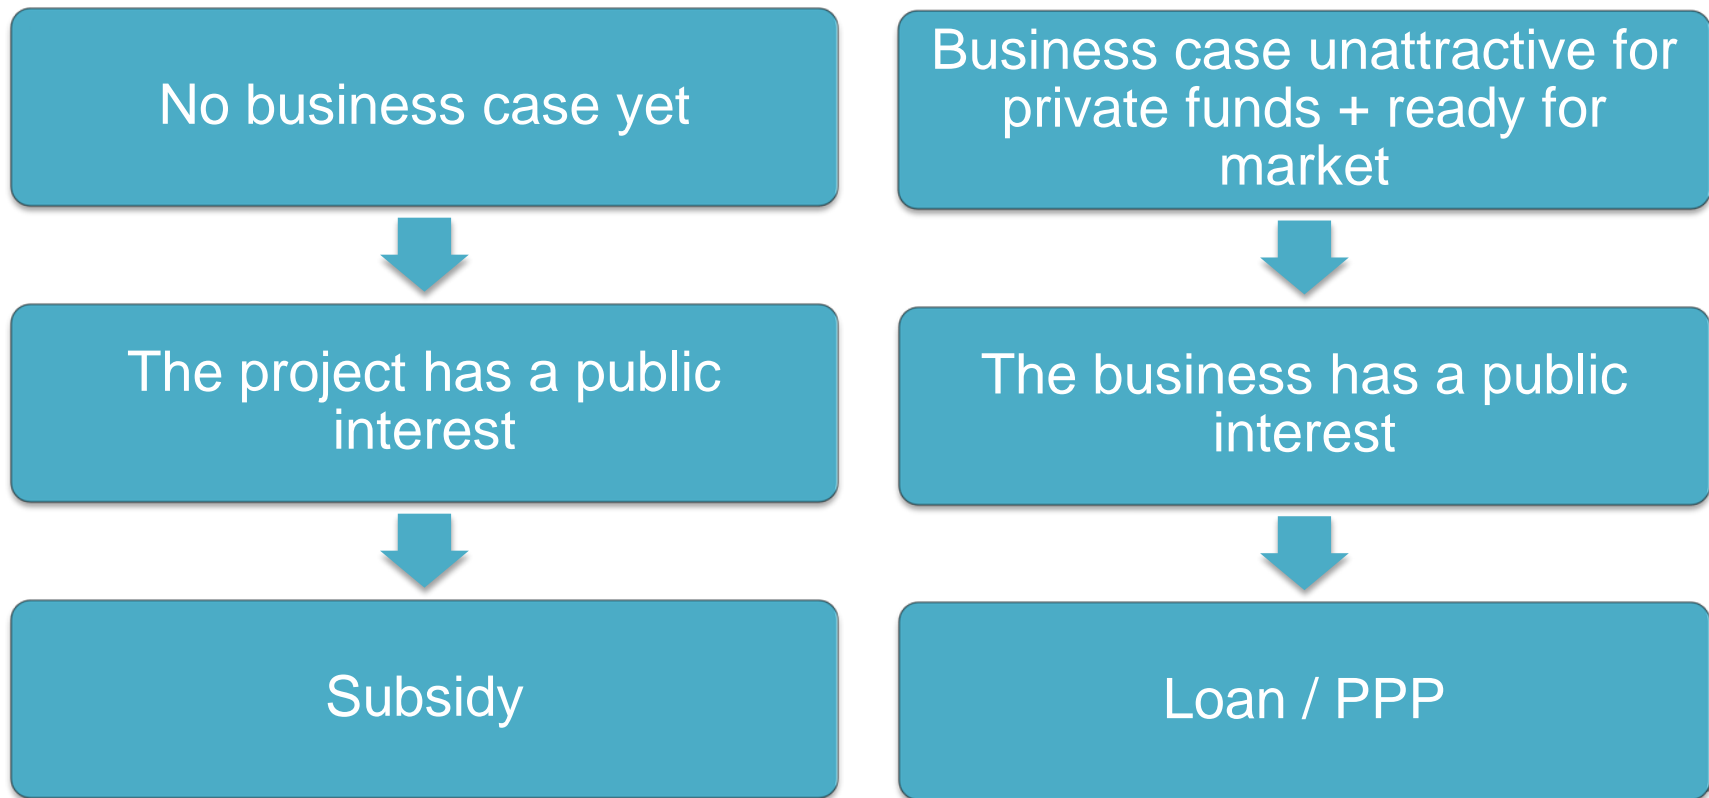 No business case yet
The project has a public
interest
Subsidy
Business case unattractive for
private funds + ready for
market
The business has a public
interest
Loan / PPP